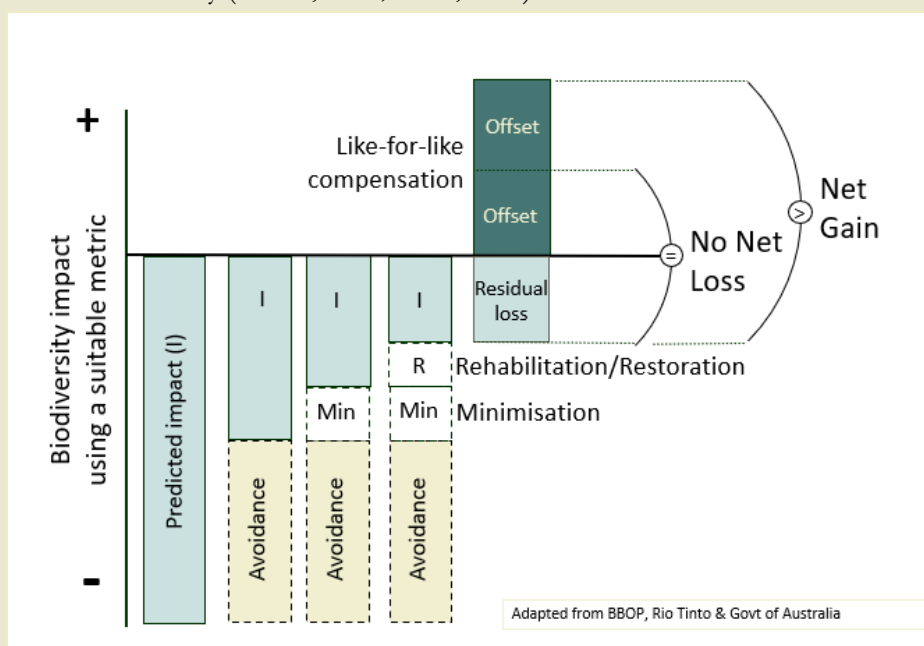 +
Like-for-like
compensation
Offset
Offset
Net
Gain
>
No Net
Loss
=
Biodiversity impact
using a suitable metric
Predicted impact (I)
I
I
I
Residual
loss
R
Rehabilitation/Restoration
Min
Min
Minimisation
Avoidance
Avoidance
Avoidance
-
Adapted from BBOP, Rio Tinto & Govt of Australia